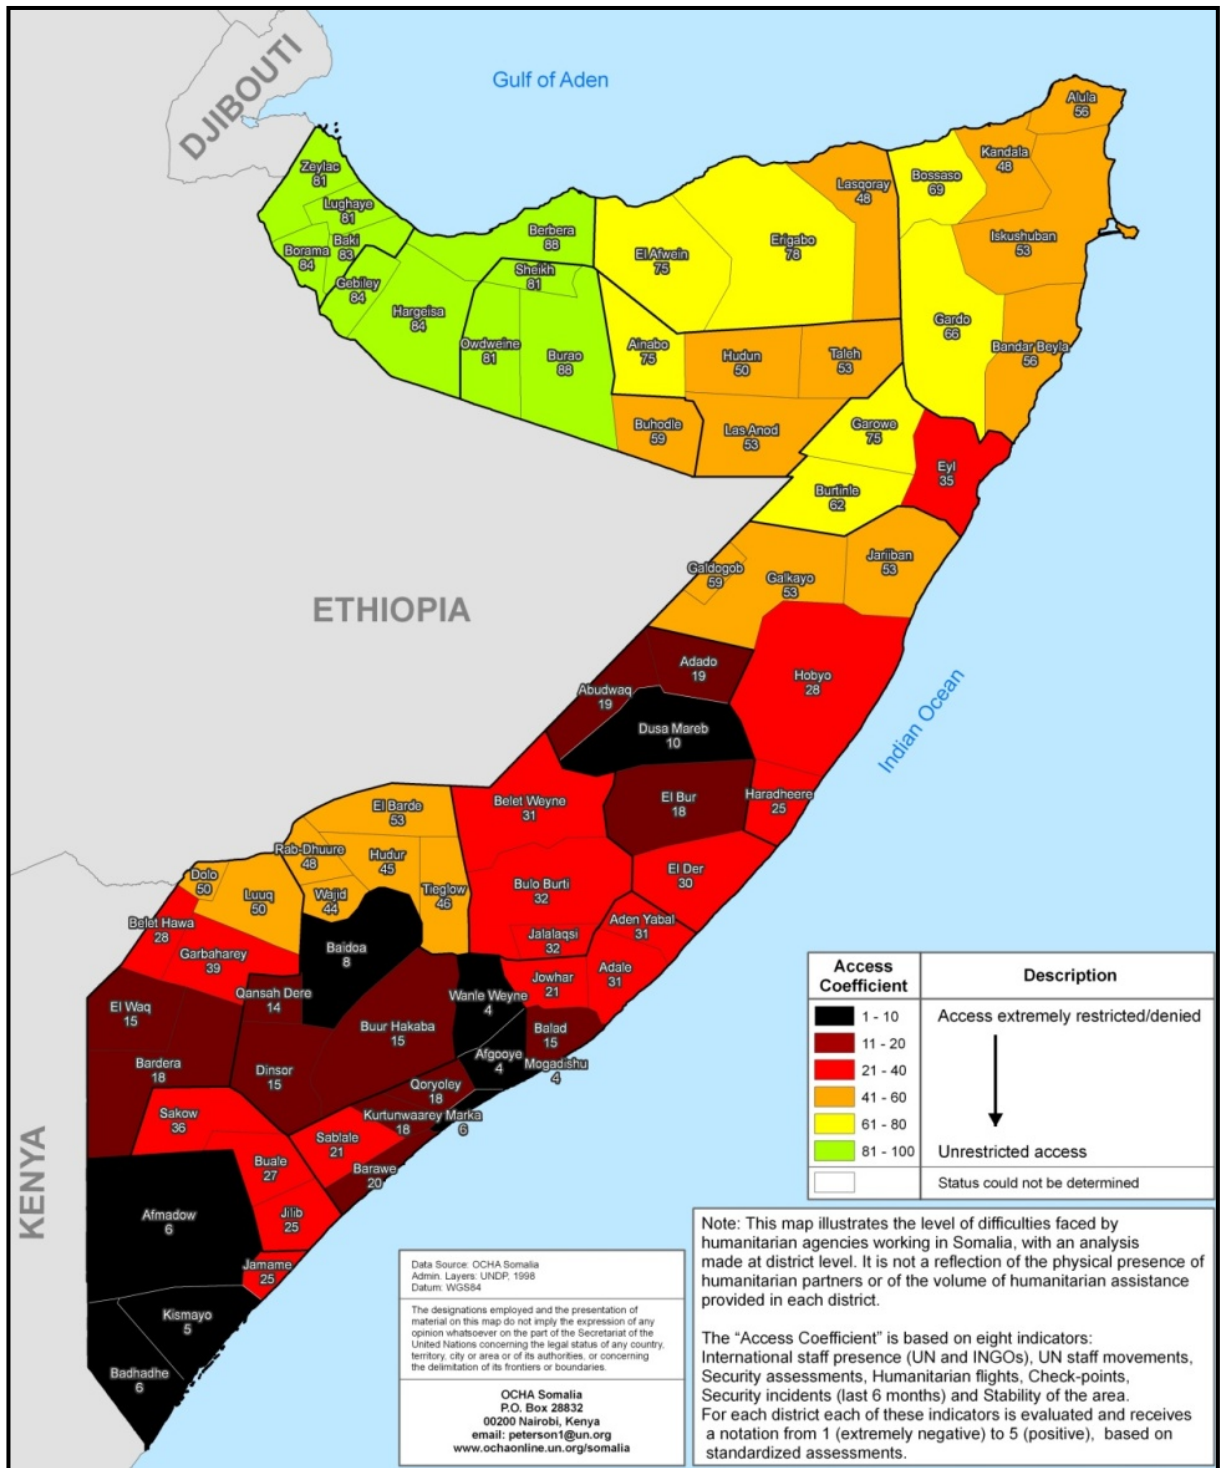 DJIBOUTI
Gulf of Aden
Alula
56
Kandala
48
Bossaso
69
Lasqoray
48
Zeylac
81
Lughaye
81
Baki
83
Borama
84
Gebiley
84
Berbera
88
Sheikh
81
El Afwein
75
Erigabo
78
Iskushuban
53
Hargeisa
84
Owdweine
81
Burao
88
Ainabo
75
Hudun
50
Taleh
53
Gardo
66
Bandar Beyla
56
Buhodle
59
Las Anod
53
Garowe
75
Eyl
35
Burtinle
62
Jariiban
53
Galdogob
59
Galkayo
53
ETHIOPIA
Adado
19
Abudwaq
19
Hobyo
28
Dusa Mareb
10
Indian Ocean
Haradheere
25
El Bur
18
Belet Weyne
31
El Barde
53
Rab-Dhuure
48
Hudur
45
Dolo
50
Luuq
50
Wajid
44
Tieglow
46
Bulo Burti
32
El Der
30
Belet Hawa
28
Garbaharey
39
Baidoa
8
Jalalaqsi
32
Aden Yabal
31
Jowhar
21
Adale
31
El Waq
15
Qansah Dere
14
Wanle Weyne
4
Buur Hakaba
15
Balad
15
Bardera
18
Dinsor
15
Afgooye
4
Mogadishu
4
Qoryoley
18
Sakow
36
Kurtunwaarey
18
Marka
6
Sablale
21
Barawe
20
Buale
27
KENYA
Afmadow
6
Jilib
25
Jamame
25
Kismayo
5
Badhadhe
6
Access
Coefficient
Description
1 - 10
Access extremely restricted/denied
11 - 20
21 - 40
41 - 60
61 - 80
81 - 100
Unrestricted access
Status could not be determined
Note: This map illustrates the level of difficulties faced by
humanitarian agencies working in Somalia, with an analysis
made at district level. It is not a reflection of the physical presence of
humanitarian partners or of the volume of humanitarian assistance
provided in each district.
The “Access Coefficient” is based on eight indicators:
International staff presence (UN and INGOs), UN staff movements,
Security assessments, Humanitarian flights, Check-points,
Security incidents (last 6 months) and Stability of the area.
For each district each of these indicators is evaluated and receives
a notation from 1 (extremely negative) to 5 (positive), based on
standardized assessments.
Data Source: OCHA Somalia
Admin. Layers: UNDP, 1998
Datum: WGS84
The designations employed and the presentation of
material on this map do not imply the expression of any
opinion whatsoever on the part of the Secretariat of the
United Nations concerning the legal status of any country,
territory, city or area or of its authorities, or concerning
the delimitation of its frontiers or boundaries.
OCHA Somalia
P.O. Box 28832
00200 Nairobi, Kenya
email: peterson1@un.org
www.ochaonline.un.org/somalia